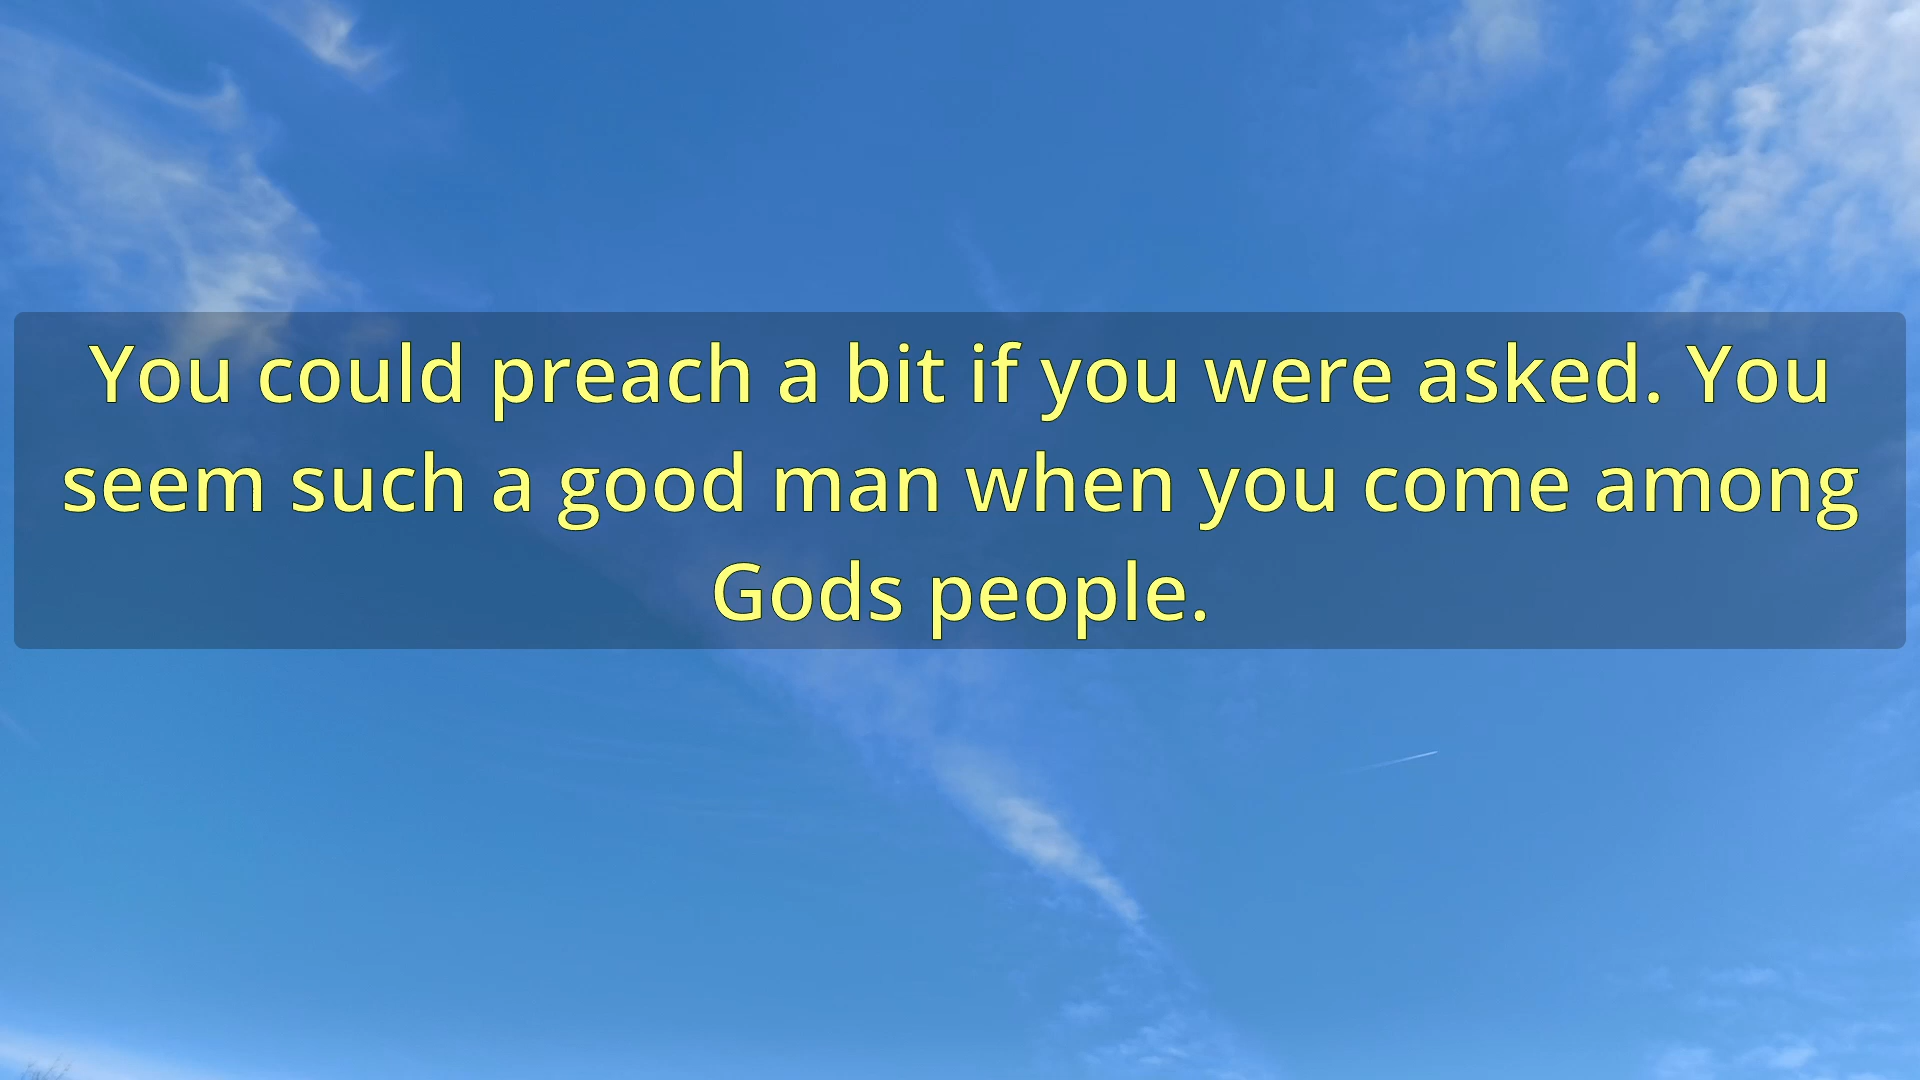 You could preach a bit if you were asked. You
seem such a good man when you come among
Gods people.